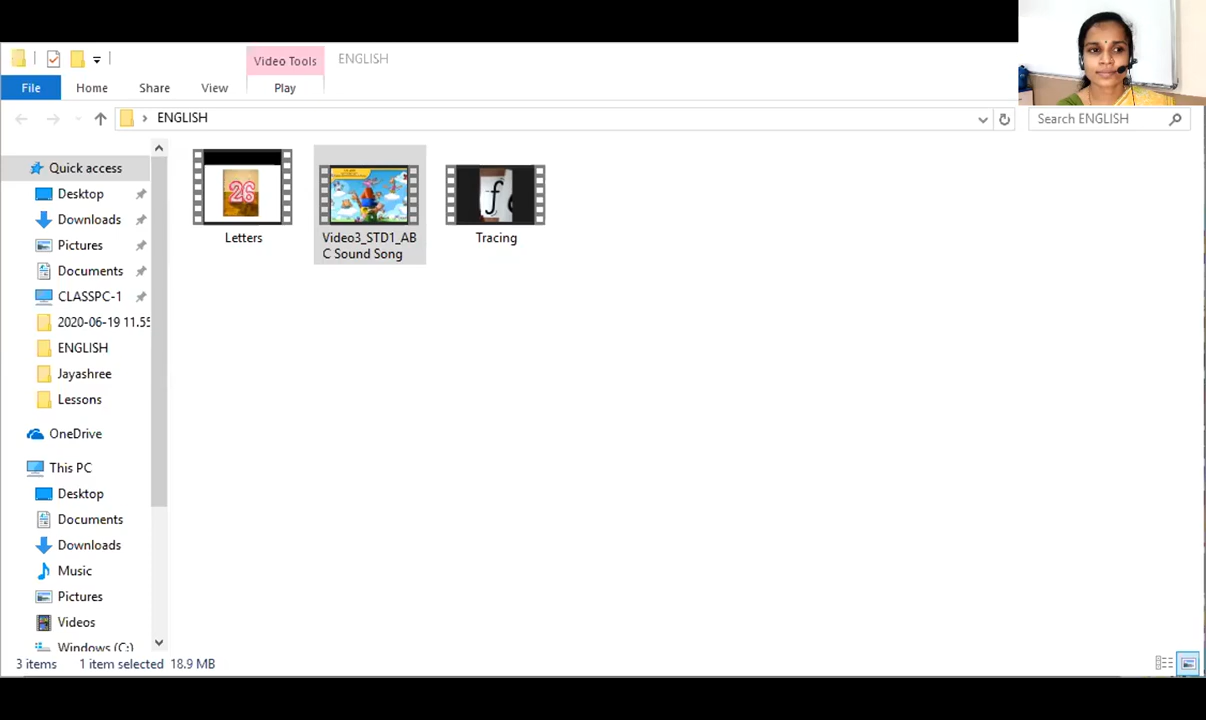 Video Tools
ENGLISH
File
Home
Share
View
Play
ENGLISH
Search ENGLISH
Quick access
Desktop
Downloads
Pictures
Documents
CLASSPC-1
2020-06-19 11.55
ENGLISH
Jayashree
Lessons
OneDrive
This PC
Desktop
Documents
Downloads
Music
Pictures
Videos
Windows (C:)
26
Letters
Video3_STD1_AB
C Sound Song
f
Tracing
3 items
1 item selected
18.9 MB